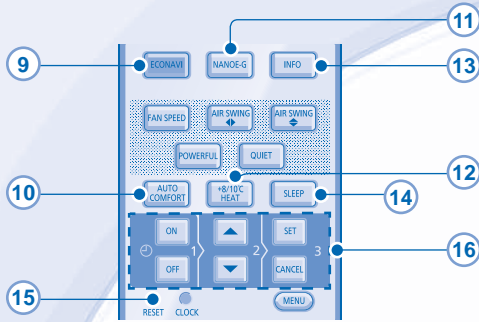 11
9 ECONAVI NANOE-G INFO 13
FAN SPEED AIR SWING AIR SWING
POWERFUL QUIET
12
10 AUTO COMFORT +8/10°C HEAT SLEEP 14
ON SET
1 2 3 16
OFF CANCEL
15 MENU
RESET CLOCK